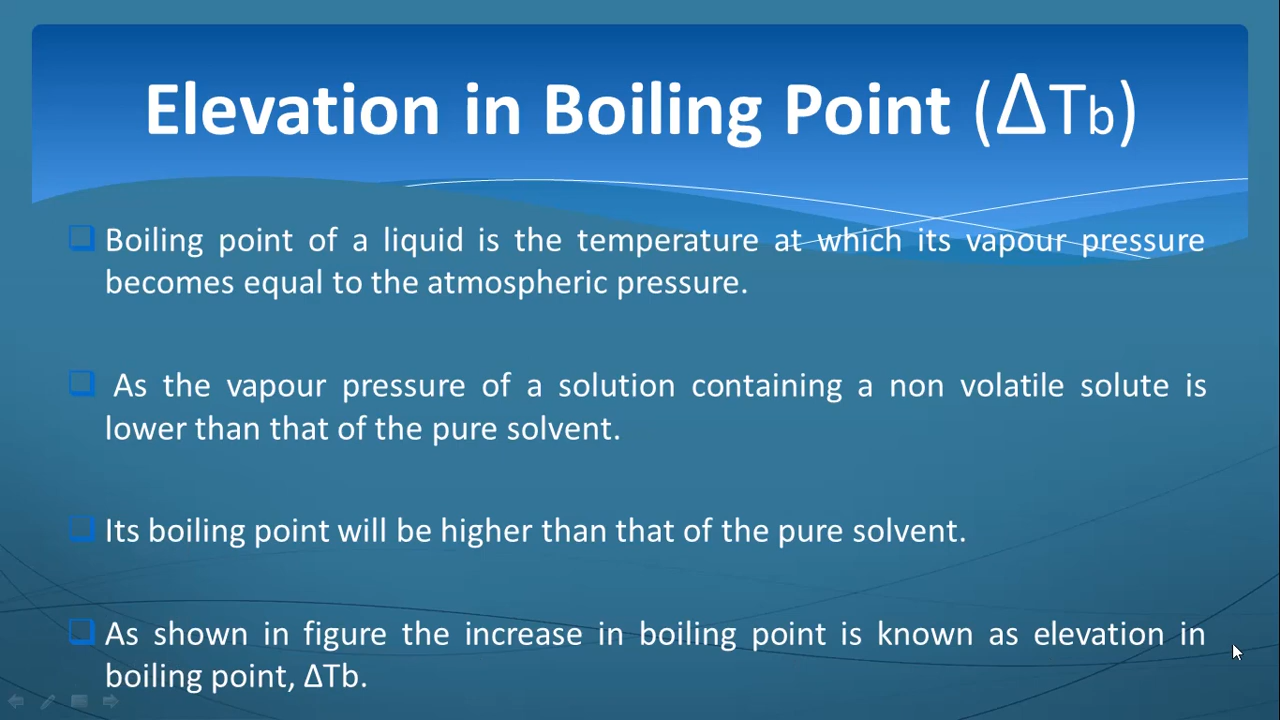 Elevation in Boiling Point (ΔTb)
Boiling point of a liquid is the temperature at which its vapour pressure
becomes equal to the atmospheric pressure.
As the vapour pressure of a solution containing a non volatile solute is
lower than that of the pure solvent.
Its boiling point will be higher than that of the pure solvent.
As shown in figure the increase in boiling point is known as elevation in
boiling point, ΔTb.